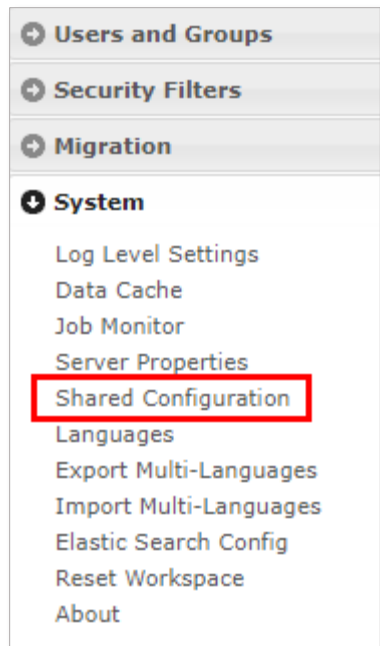 Users and Groups
Security Filters
Migration
System
Log Level Settings
Data Cache
Job Monitor
Server Properties
Shared Configuration
Languages
Export Multi-Languages
Import Multi-Languages
Elastic Search Config
Reset Workspace
About